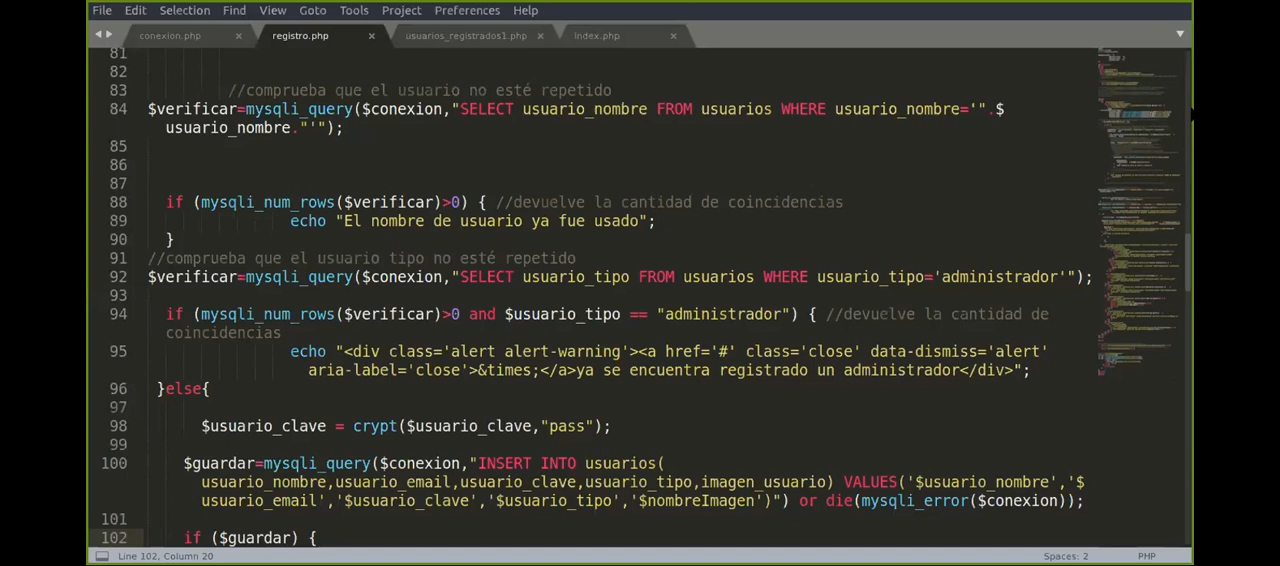 File Edit Selection Find View Goto Tools Project Preferences Help
conexion.php × registro.php × usuarios_registrados1.php × index.php ×
81
82
83 //comprueba que el usuario no esté repetido
84 $verificar=mysqli_query($conexion,"SELECT usuario_nombre FROM usuarios WHERE usuario_nombre='".$
usuario_nombre."'");
85
86
87
88 if (mysqli_num_rows($verificar)>0) { //devuelve la cantidad de coincidencias
89 echo "El nombre de usuario ya fue usado";
90 }
91 //comprueba que el usuario tipo no esté repetido
92 $verificar=mysqli_query($conexion,"SELECT usuario_tipo FROM usuarios WHERE usuario_tipo='administrador'");
93
94 if (mysqli_num_rows($verificar)>0 and $usuario_tipo == "administrador") { //devuelve la cantidad de
coincidencias
95 echo "<div class='alert alert-warning'><a href='#' class='close' data-dismiss='alert'
aria-label='close'>&times;</a>ya se encuentra registrado un administrador</div>";
96 }else{
97
98 $usuario_clave = crypt($usuario_clave,"pass");
99
100 $guardar=mysqli_query($conexion,"INSERT INTO usuarios(
usuario_nombre,usuario_email,usuario_clave,usuario_tipo,imagen_usuario) VALUES('$usuario_nombre','$
usuario_email','$usuario_clave','$usuario_tipo','$nombreImagen')") or die(mysqli_error($conexion));
101
102 if ($guardar) {
Line 102, Column 20 Spaces: 2 PHP